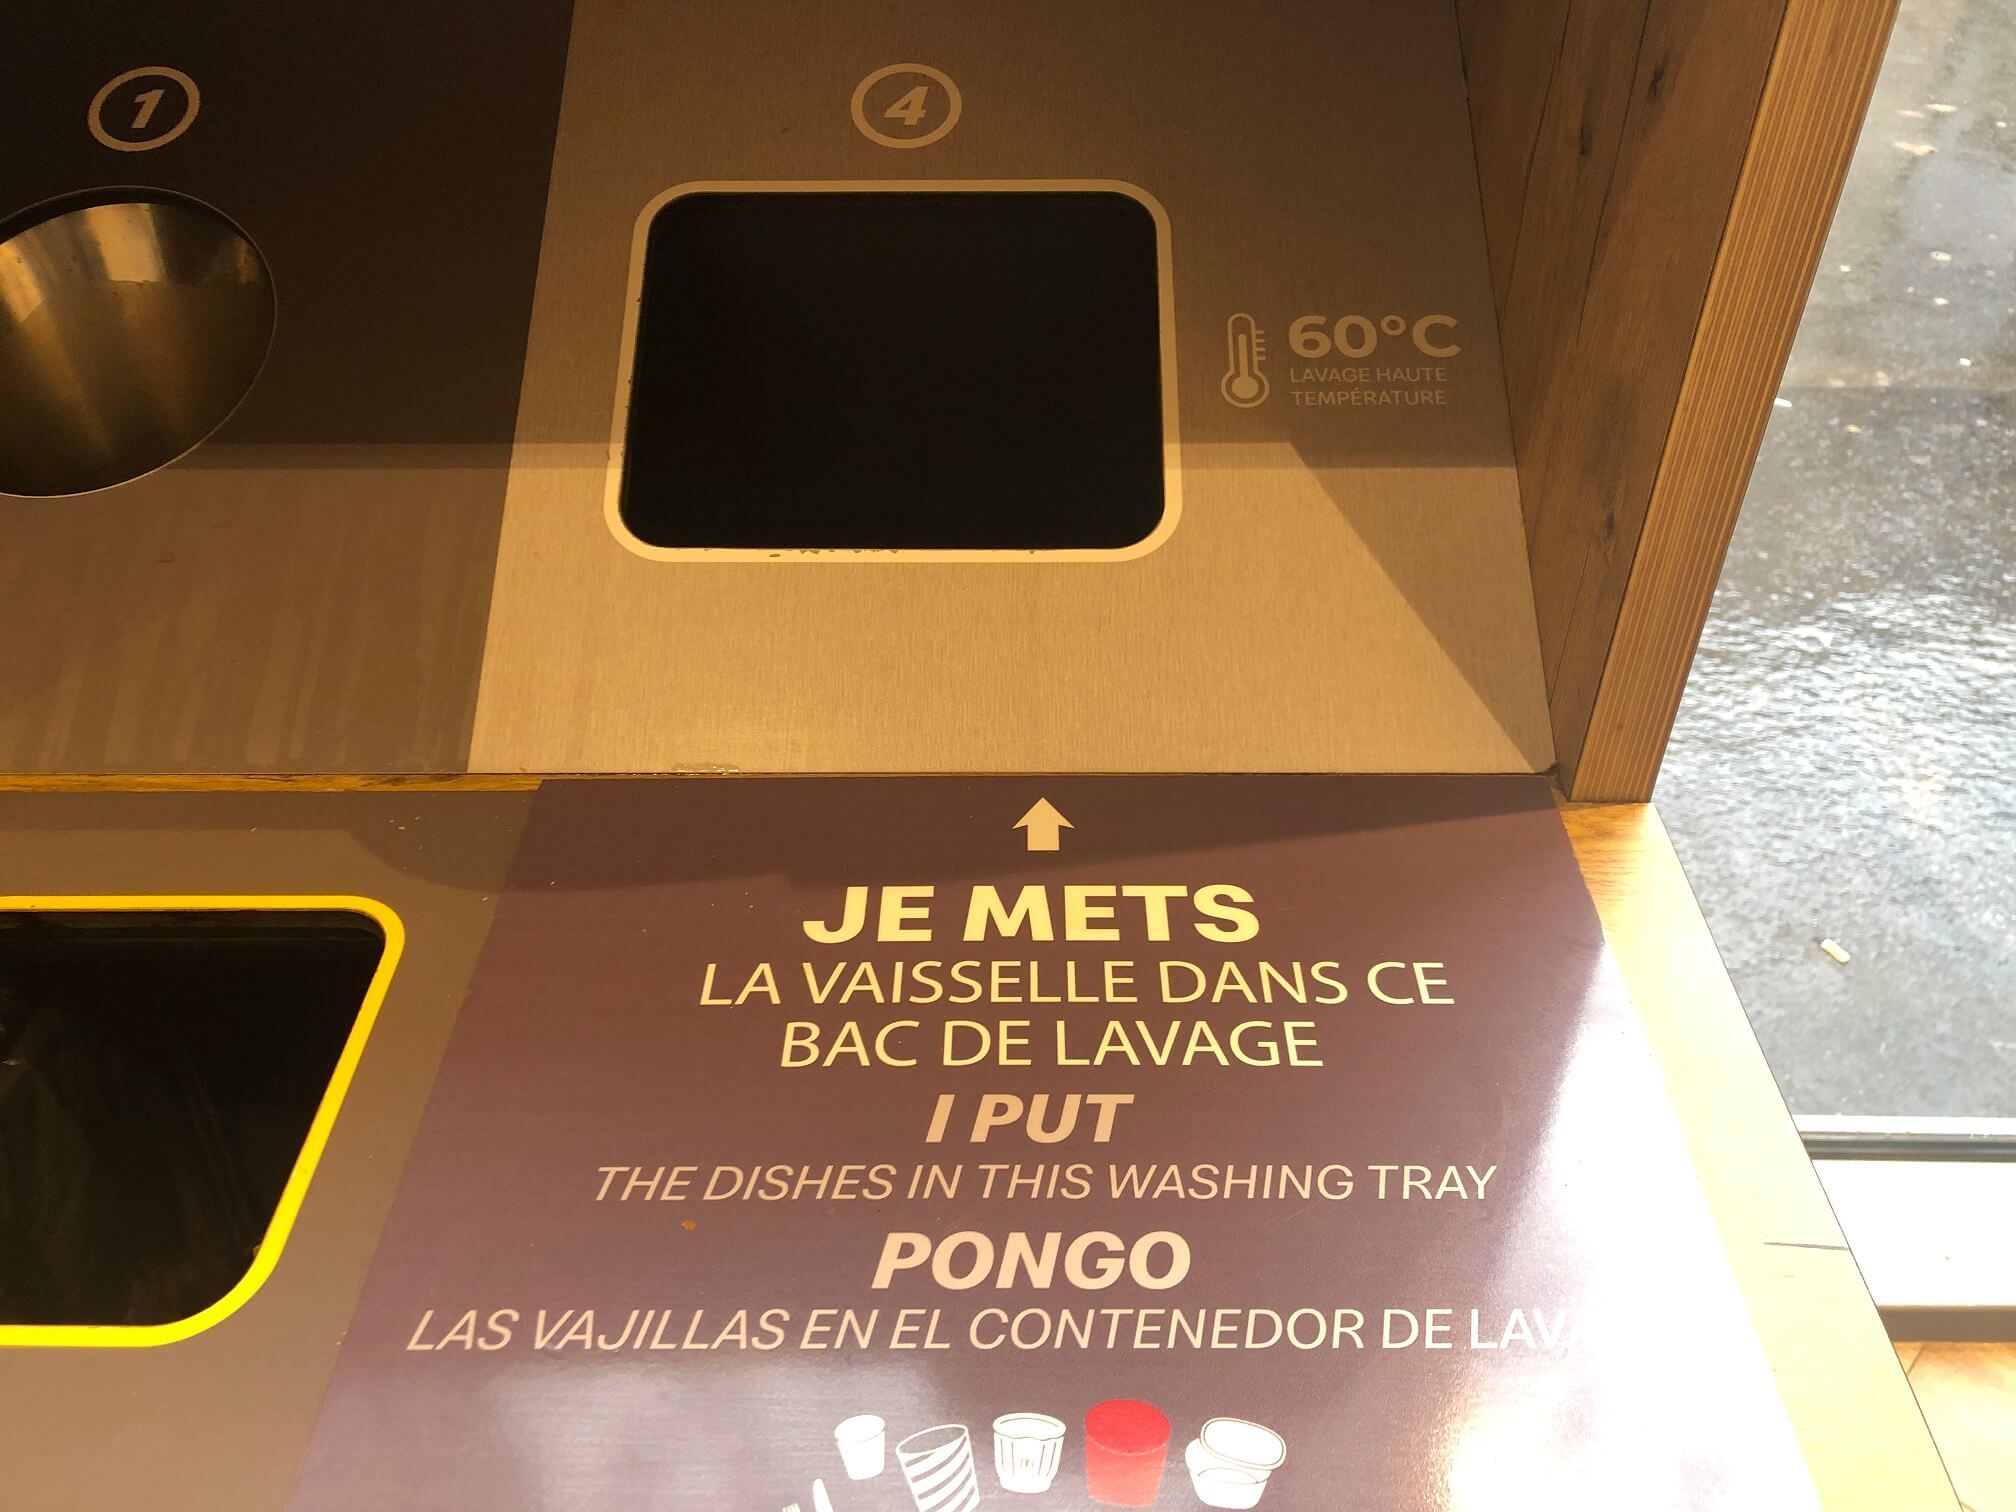 1
4
60°C
LAVAGE HAUTE
TEMPÉRATURE
JE METS
LA VAISSELLE DANS CE
BAC DE LAVAGE
I PUT
THE DISHES IN THIS WASHING TRAY
PONGO
LAS VAJILLAS EN EL CONTENEDOR DE